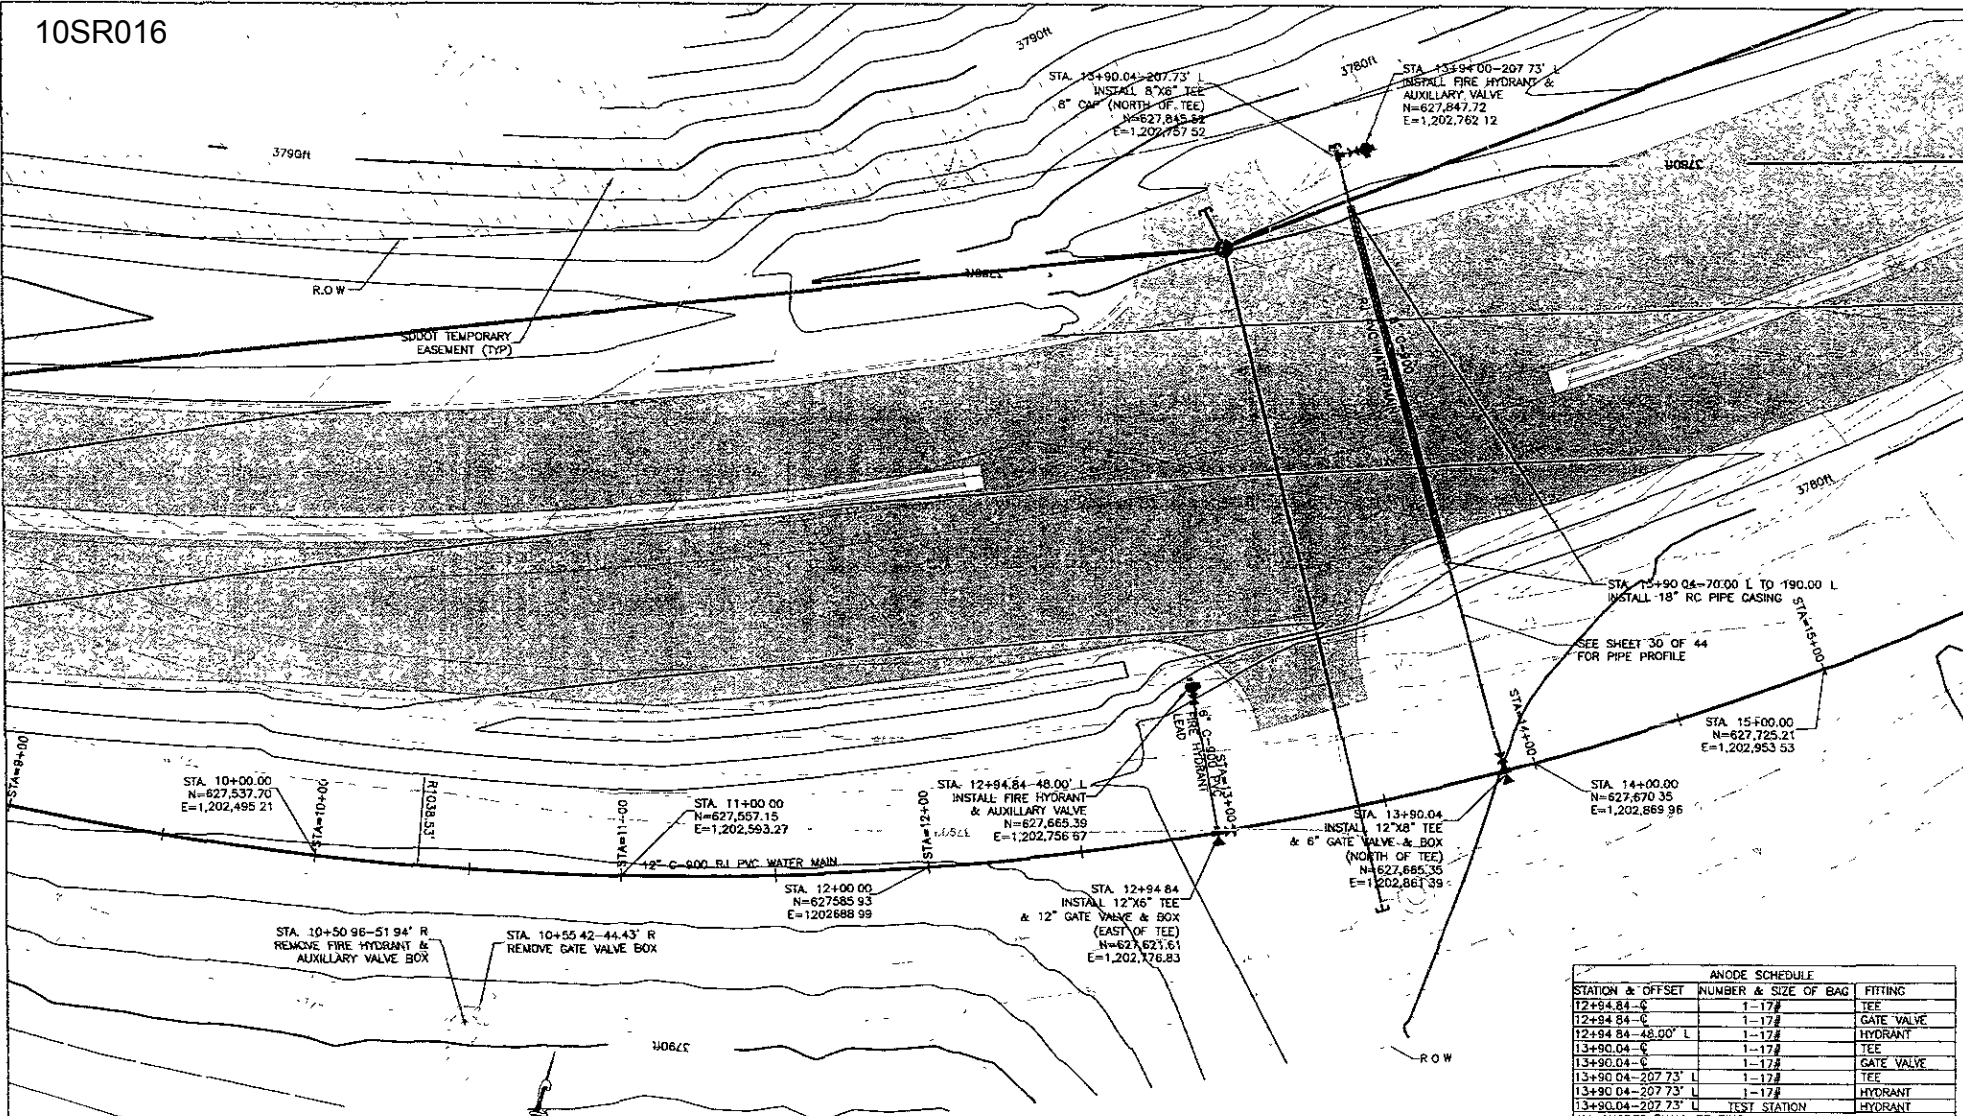 10SR016
3790ft
3780ft
STA. 13+90.04-207.73' L
INSTALL 8"X6" TEE
8" CAP (NORTH OF TEE)
N=627,845.52
E=1,202,757 52
STA. 13+94 00-207 73' L
INSTALL FIRE HYDRANT &
AUXILLARY VALVE
N=627,847.72
E=1,202,762 12
3790ft
3780ft
R.O W
SDDOT TEMPORARY
EASEMENT (TYP)
3780ft
STA. 13+90 04-70.00 L TO 190.00 L
INSTALL 18" RC PIPE CASING
SEE SHEET 30 OF 44
FOR PIPE PROFILE
STA=15+00
STA=14+00
STA. 15+00.00
N=627,725.21
E=1,202,953 53
STA. 14+00.00
N=627,670 35
E=1,202,869 96
STA=9+00
STA. 10+00.00
N=627,537.70
E=1,202,495 21
STA=10+00
R1038.53'
STA=11+00
STA. 11+00 00
N=627,557.15
E=1,202,593.27
STA=12+00
12" C-900 RJ PVC WATER MAIN
STA. 12+00 00
N=627585 93
E=1202688 99
STA. 12+94.84-48.00' L
INSTALL FIRE HYDRANT
& AUXILLARY VALVE
N=627,665.39
E=1,202,756 67
6" C-900 PVC
FIRE HYDRANT
LEAD
STA=13+00
STA. 13+90.04
INSTALL 12"X8" TEE
& 6" GATE VALVE & BOX
(NORTH OF TEE)
N=627,685.35
E=1,202,861 39
STA. 12+94 84
INSTALL 12"X6" TEE
& 12" GATE VALVE & BOX
(EAST OF TEE)
N=627,621.61
E=1,202,776.83
STA. 10+50 96-51 94' R
REMOVE FIRE HYDRANT &
AUXILLARY VALVE BOX
STA. 10+55 42-44.43' R
REMOVE GATE VALVE BOX
3790ft
R O W
ANODE SCHEDULE
STATION & OFFSET NUMBER & SIZE OF BAG FITTING
12+94.84-℄ 1-17# TEE
12+94 84-℄ 1-17# GATE VALVE
12+94 84-48.00' L 1-17# HYDRANT
13+90.04-℄ 1-17# TEE
13+90.04-℄ 1-17# GATE VALVE
13+90 04-207 73' L 1-17# TEE
13+90 04-207 73' L 1-17# HYDRANT
13+90.04-207 73' L TEST STATION HYDRANT